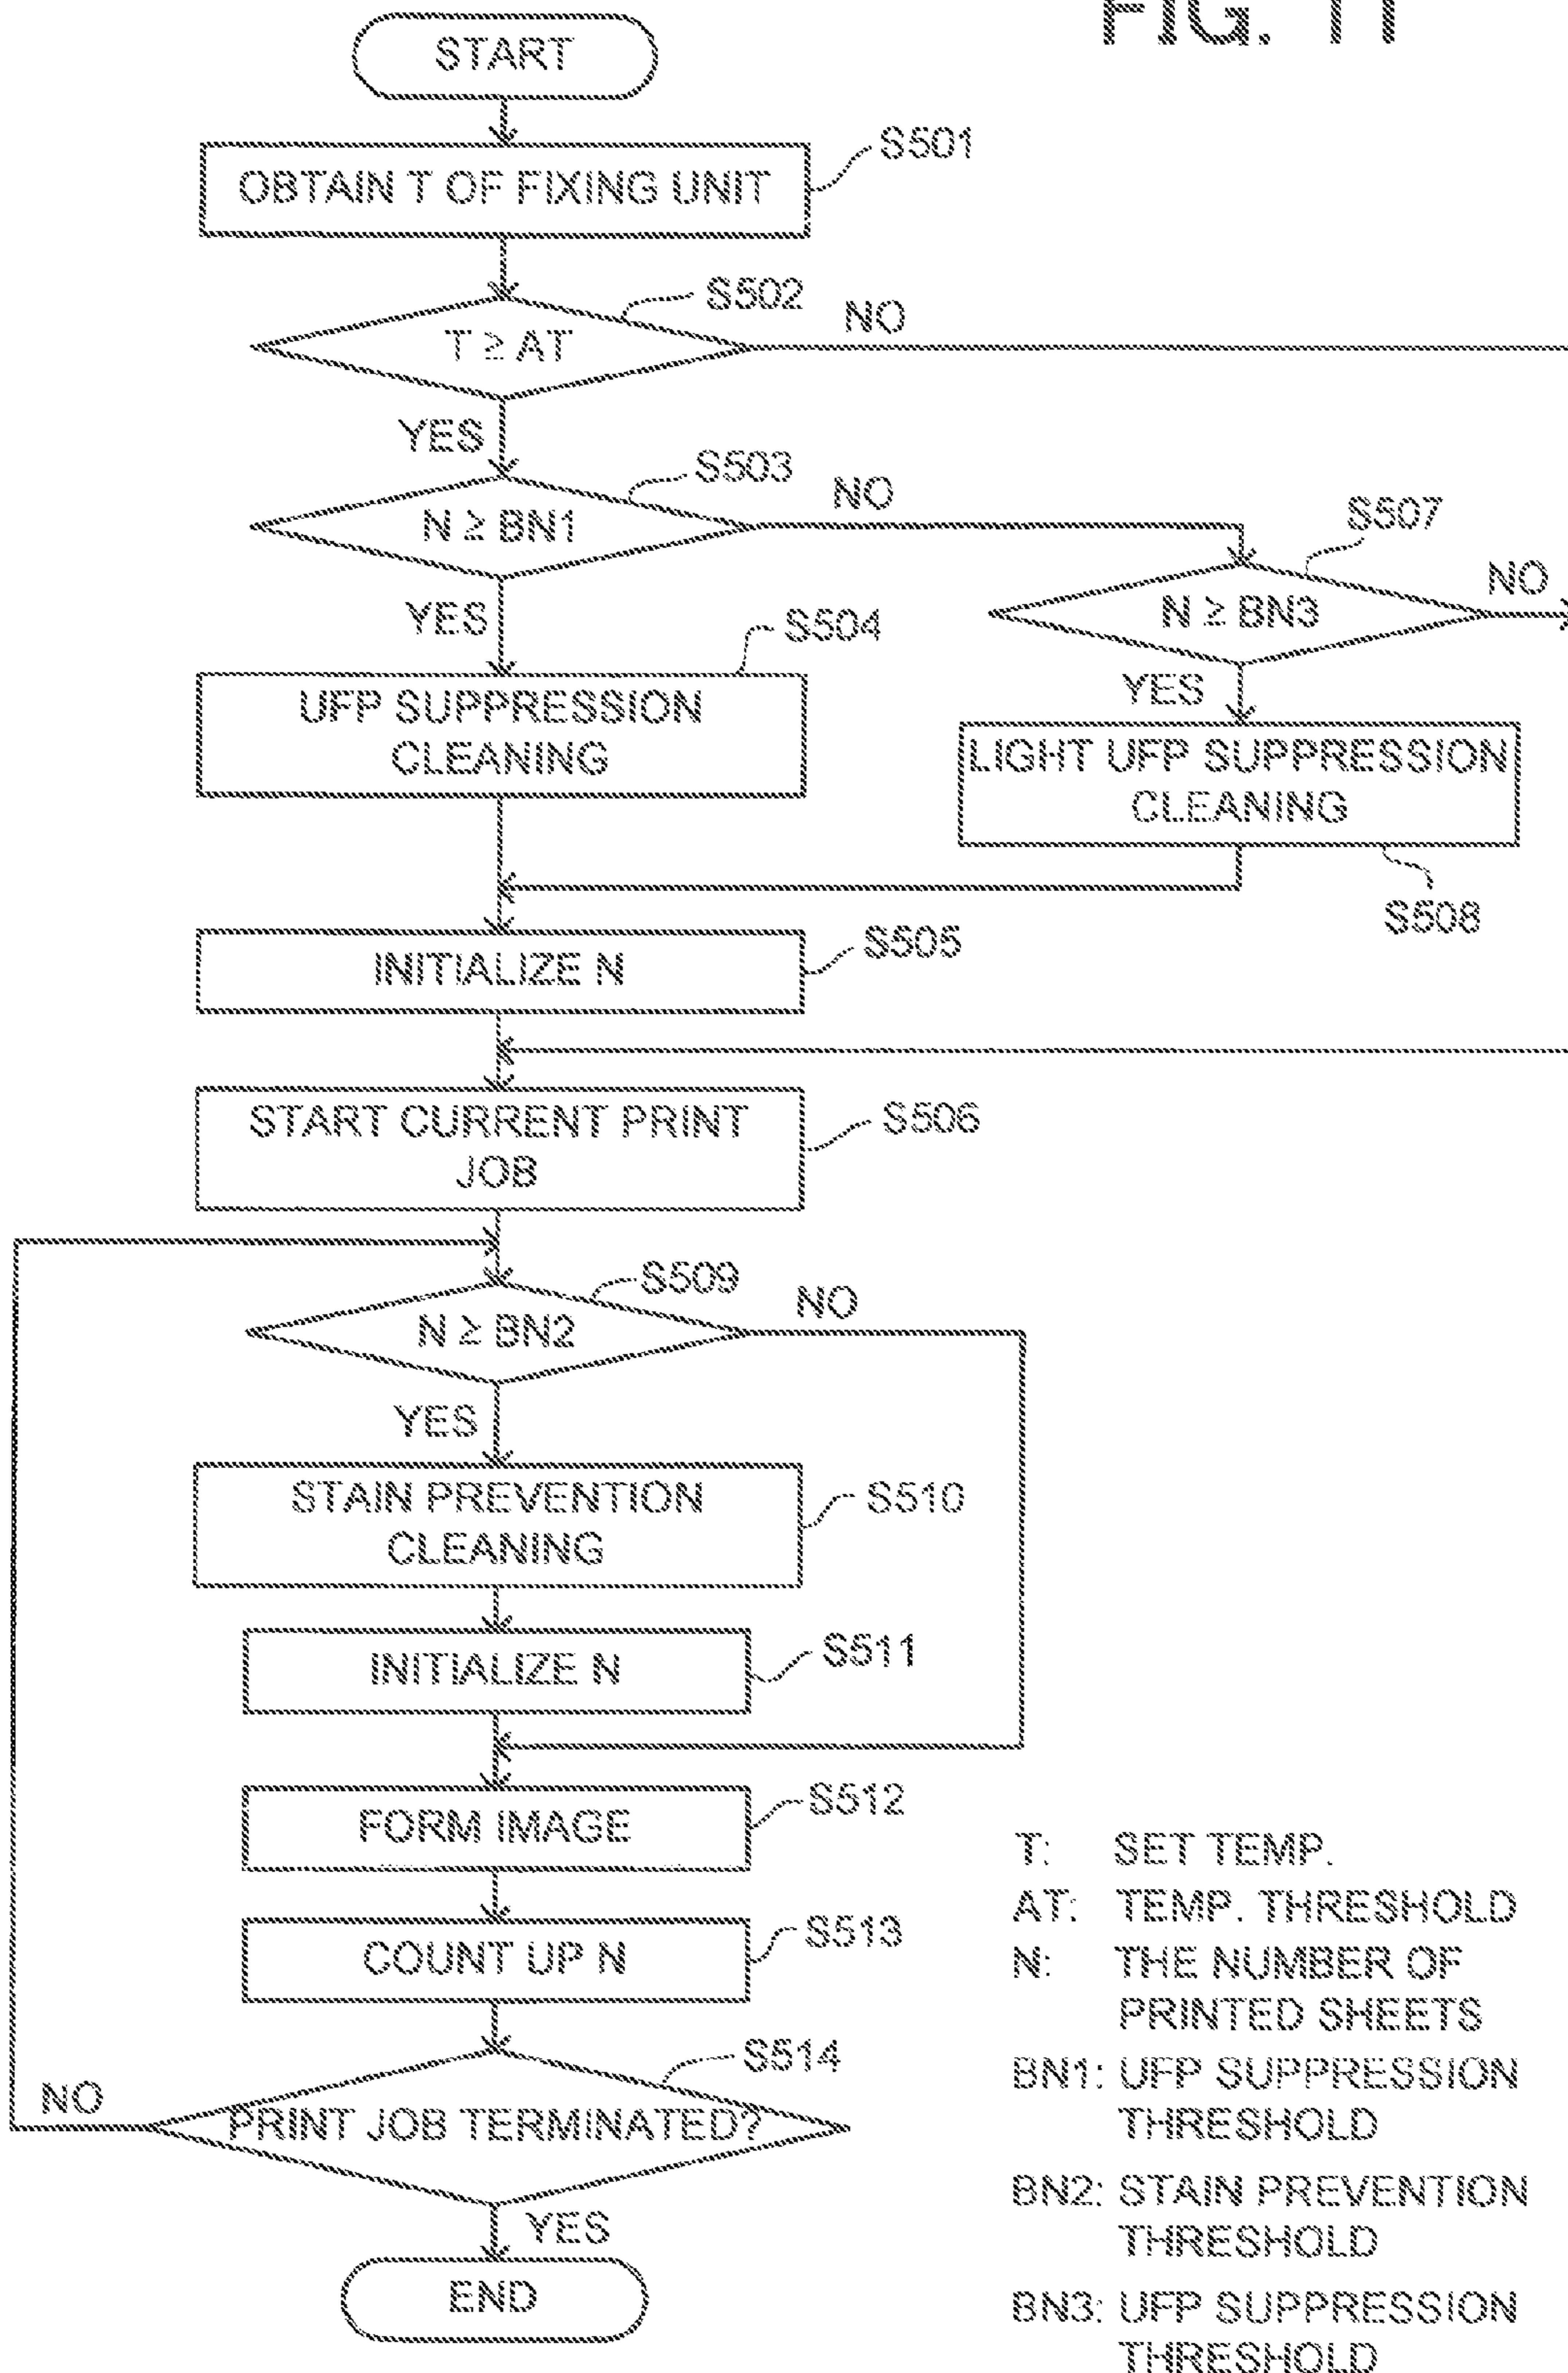 FIG. 11
START
OBTAIN T OF FIXING UNIT
S501
T ≥ AT
S502
NO
YES
N ≥ BN1
S503
NO
YES
N ≥ BN3
S507
NO
YES
UFP SUPPRESSION
CLEANING
S504
LIGHT UFP SUPPRESSION
CLEANING
S508
INITIALIZE N
S505
START CURRENT PRINT
JOB
S506
N ≥ BN2
S509
NO
YES
STAIN PREVENTION
CLEANING
S510
INITIALIZE N
S511
FORM IMAGE
S512
COUNT UP N
S513
PRINT JOB TERMINATED?
S514
NO
YES
END
T: SET TEMP.
AT: TEMP. THRESHOLD
N: THE NUMBER OF
PRINTED SHEETS
BN1: UFP SUPPRESSION
THRESHOLD
BN2: STAIN PREVENTION
THRESHOLD
BN3: UFP SUPPRESSION
THRESHOLD